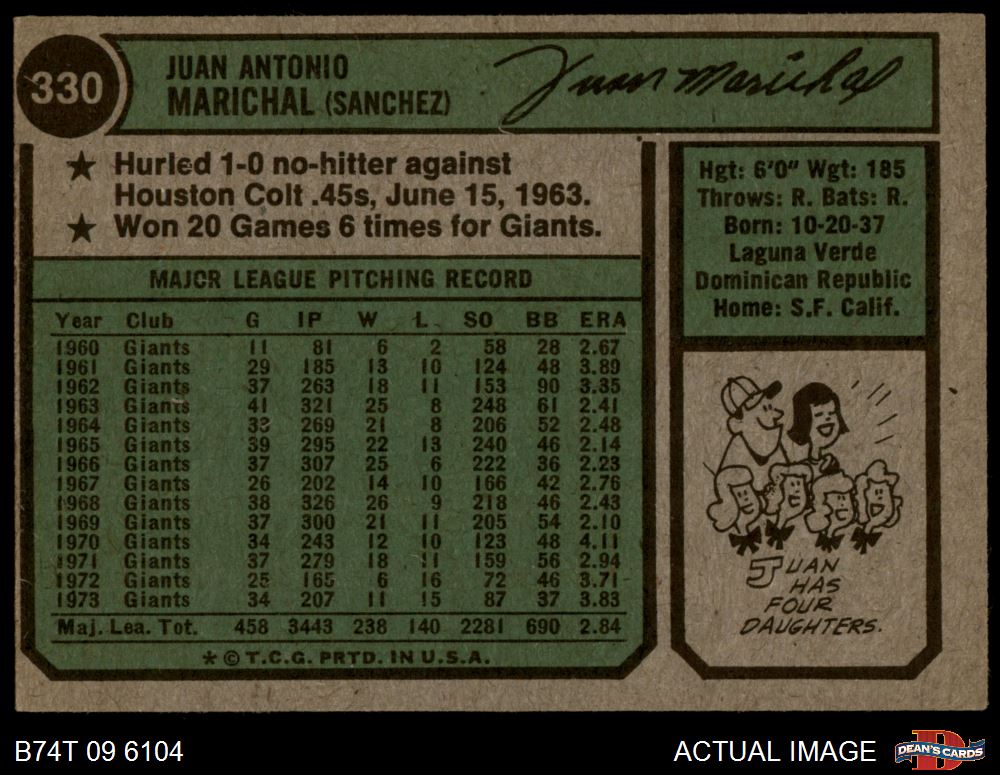 330
JUAN ANTONIO
MARICHAL (SANCHEZ)
Juan Marichal
★ Hurled 1-0 no-hitter against
Houston Colt .45s, June 15, 1963.
★ Won 20 Games 6 times for Giants.
MAJOR LEAGUE PITCHING RECORD
Year Club G IP W L SO BB ERA
1960 Giants 11 81 6 2 58 28 2.67
1961 Giants 29 185 13 10 124 48 3.89
1962 Giants 37 263 18 11 153 90 3.35
1963 Giants 41 321 25 8 248 61 2.41
1964 Giants 33 269 21 8 206 52 2.48
1965 Giants 39 295 22 13 240 46 2.14
1966 Giants 37 307 25 6 222 36 2.23
1967 Giants 26 202 14 10 166 42 2.76
1968 Giants 38 326 26 9 218 46 2.43
1969 Giants 37 300 21 11 205 54 2.10
1970 Giants 34 243 12 10 123 48 4.11
1971 Giants 37 279 18 11 159 56 2.94
1972 Giants 25 165 6 16 72 46 3.71
1973 Giants 34 207 11 15 87 37 3.83
Maj. Lea. Tot. 458 3443 238 140 2281 690 2.84
* © T.C.G. PRTD. IN U.S.A.
Hgt: 6'0" Wgt: 185
Throws: R. Bats: R.
Born: 10-20-37
Laguna Verde
Dominican Republic
Home: S.F. Calif.
JUAN
HAS
FOUR
DAUGHTERS.
B74T 09 6104
ACTUAL IMAGE
D
DEAN'S CARDS